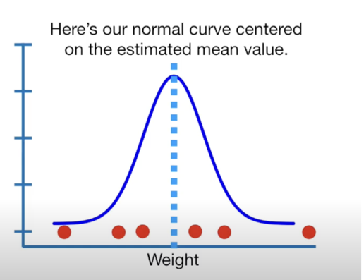 Here's our normal curve centered
on the estimated mean value.
Weight